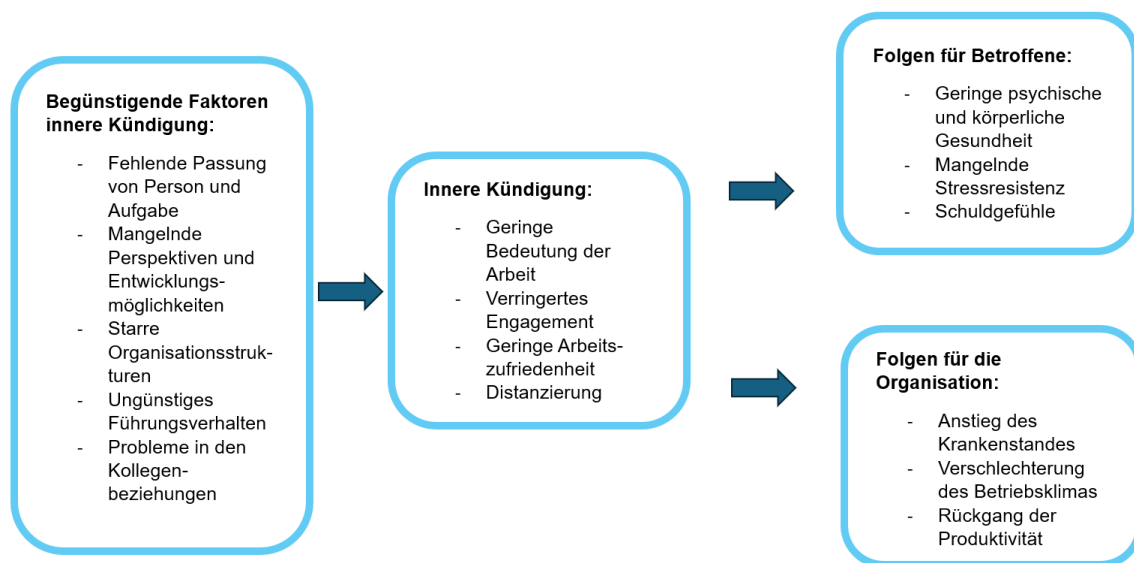 Begünstigende Faktoren
innere Kündigung:
- Fehlende Passung
von Person und
Aufgabe
- Mangelnde
Perspektiven und
Entwicklungs-
möglichkeiten
- Starre
Organisationsstruk-
turen
- Ungünstiges
Führungsverhalten
- Probleme in den
Kollegen-
beziehungen
Innere Kündigung:
- Geringe
Bedeutung der
Arbeit
- Verringertes
Engagement
- Geringe Arbeits-
zufriedenheit
- Distanzierung
Folgen für Betroffene:
- Geringe psychische
und körperliche
Gesundheit
- Mangelnde
Stressresistenz
- Schuldgefühle
Folgen für die
Organisation:
- Anstieg des
Krankenstandes
- Verschlechterung
des Betriebsklimas
- Rückgang der
Produktivität